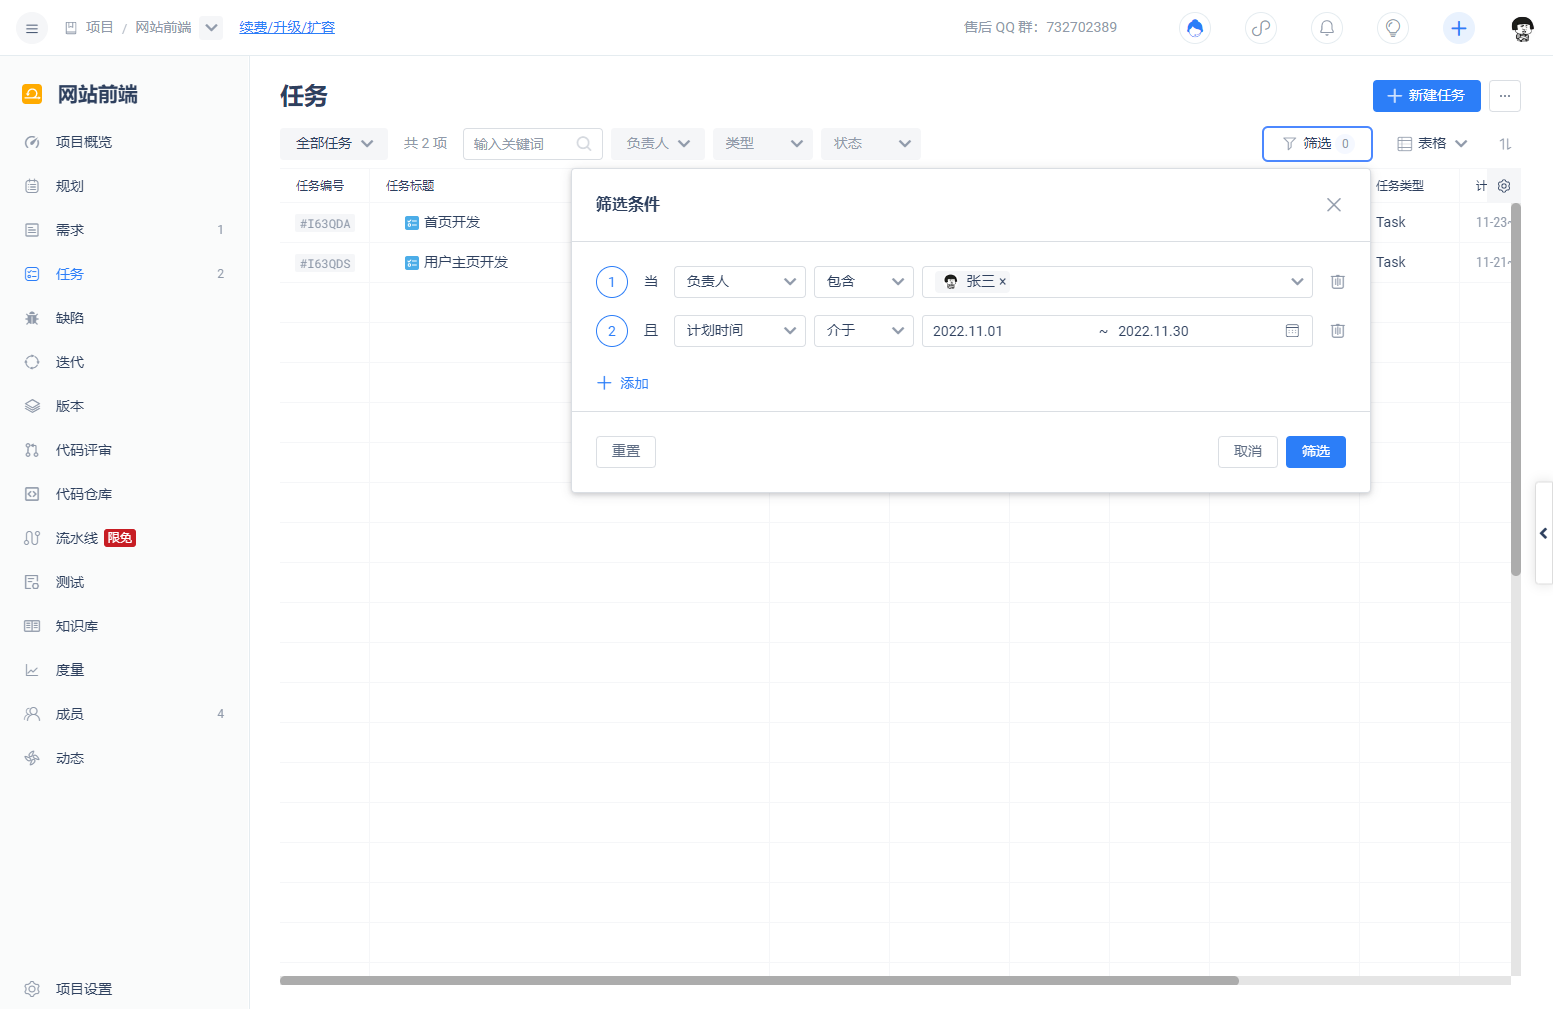 项目 / 网站前端 续费/升级/扩容 售后 QQ 群：732702389
网站前端
项目概览
规划
需求 1
任务 2
缺陷
迭代
版本
代码评审
代码仓库
流水线 限免
测试
知识库
度量
成员 4
动态
项目设置
任务
+ 新建任务 ...
全部任务 共 2 项 输入关键词 负责人 类型 状态 筛选 0 表格
任务编号 任务标题 任务类型 计
#I63QDA 首页开发 Task 11-23~
#I63QDS 用户主页开发 Task 11-21~
筛选条件
1 当 负责人 包含 张三 ×
2 且 计划时间 介于 2022.11.01 ~ 2022.11.30
+ 添加
重置 取消 筛选